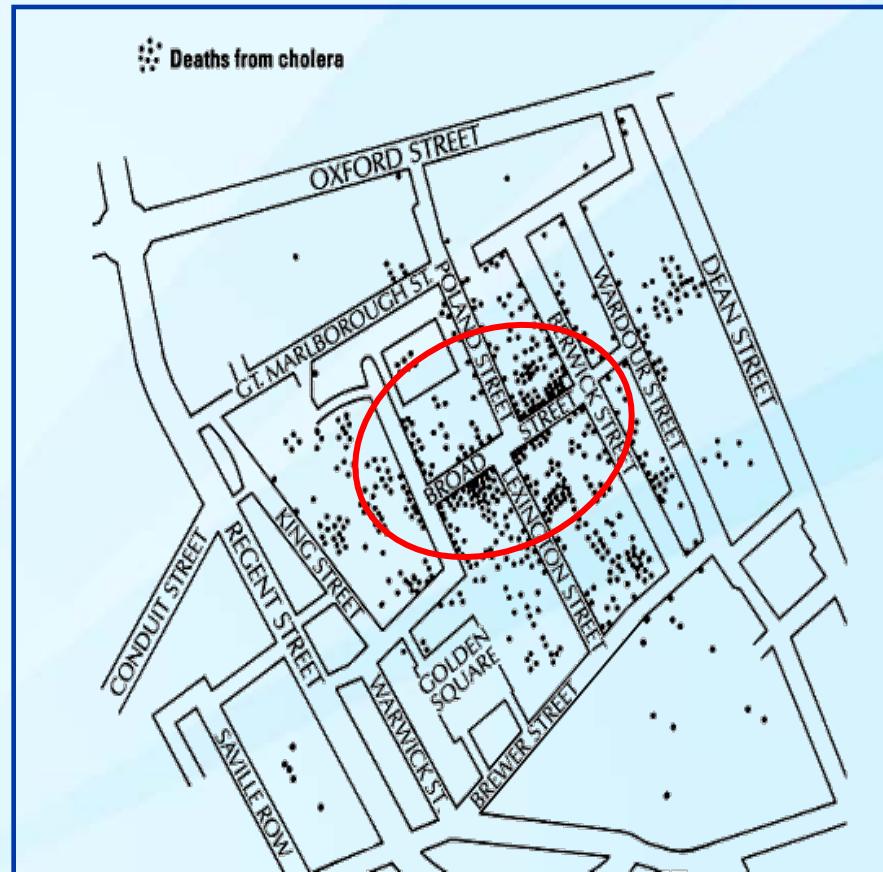 Deaths from cholera
OXFORD STREET
GT. MARLBOROUGH ST.
POLAND STREET
BERWICK STREET
WARDOUR STREET
DEAN STREET
BROAD
STREET
LEXINGTON STREET
KING STREET
REGENT STREET
CONDUIT STREET
GOLDEN
SQUARE
WARWICK ST.
BREWER STREET
SAVILLE ROW